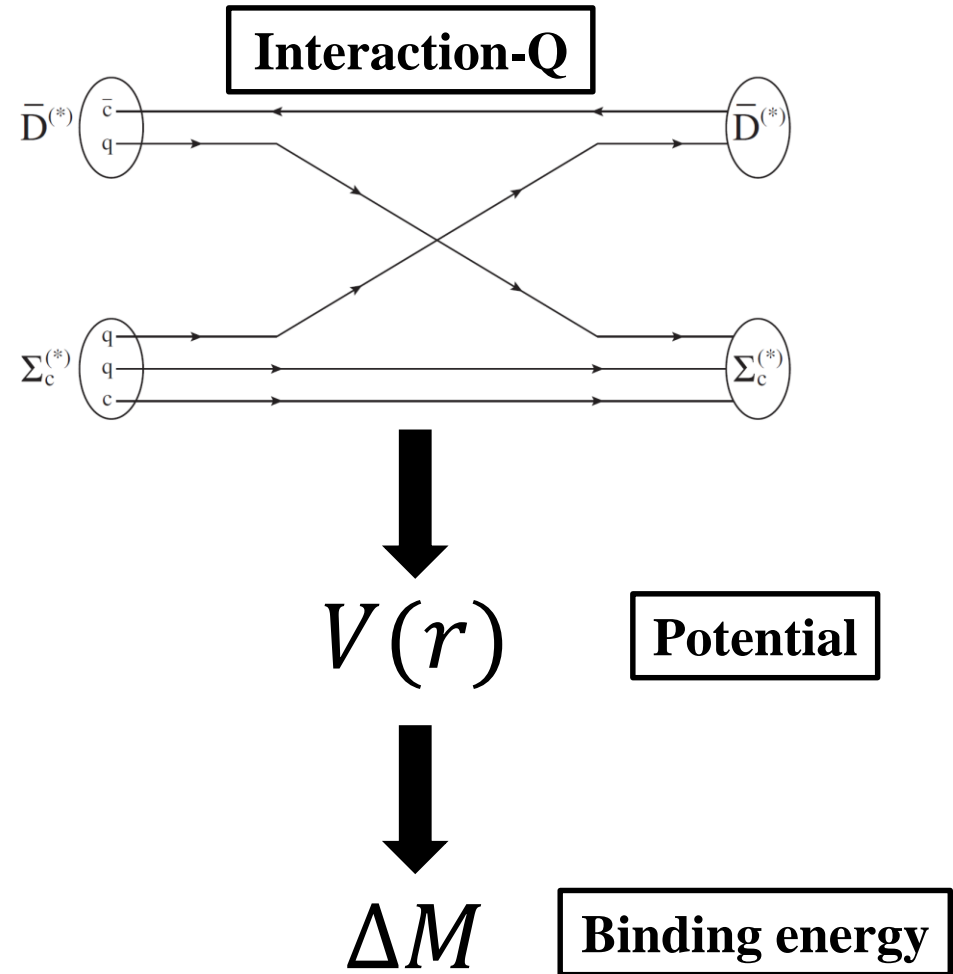 Interaction-Q
D̅(*) c̅ D̅(*)
q
q
Σc(*) q Σc(*)
c
V(r) Potential
ΔM Binding energy